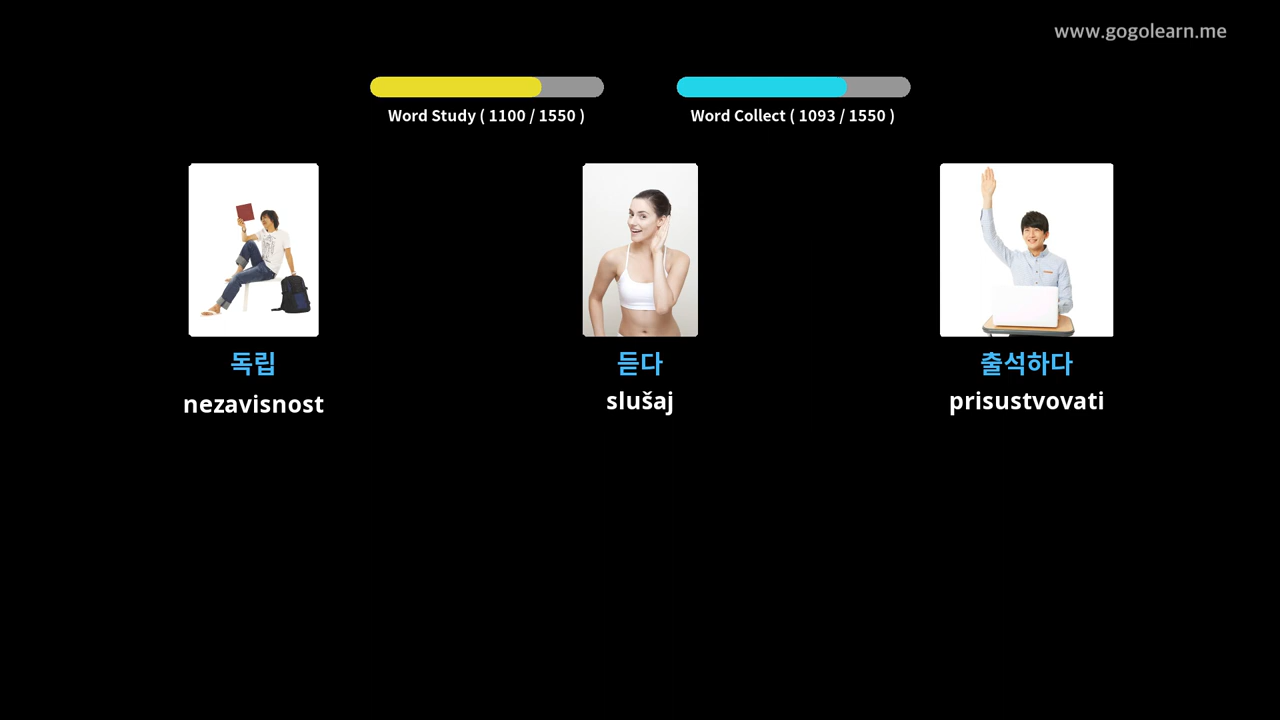 www.gogolearn.me
Word Study ( 1100 / 1550 )
Word Collect ( 1093 / 1550 )
독립
듣다
출석하다
nezavisnost
slušaj
prisustvovati